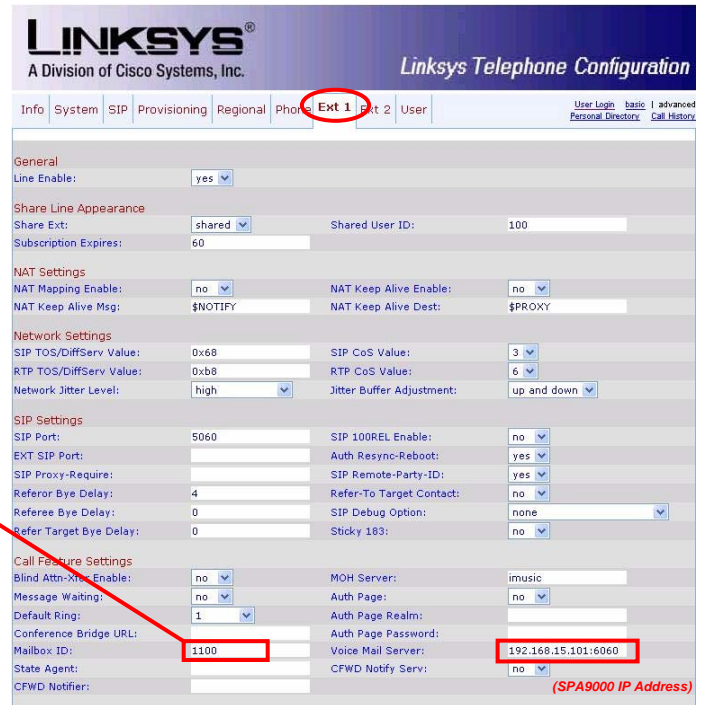 LINKSYS®
A Division of Cisco Systems, Inc.
Linksys Telephone Configuration
Info System SIP Provisioning Regional Phone Ext 1 Ext 2 User
User Login basic | advanced
Personal Directory Call History
General
Line Enable: yes
Share Line Appearance
Share Ext: shared Shared User ID: 100
Subscription Expires: 60
NAT Settings
NAT Mapping Enable: no NAT Keep Alive Enable: no
NAT Keep Alive Msg: $NOTIFY NAT Keep Alive Dest: $PROXY
Network Settings
SIP TOS/DiffServ Value: 0x68 SIP CoS Value: 3
RTP TOS/DiffServ Value: 0xb8 RTP CoS Value: 6
Network Jitter Level: high Jitter Buffer Adjustment: up and down
SIP Settings
SIP Port: 5060 SIP 100REL Enable: no
EXT SIP Port: Auth Resync-Reboot: yes
SIP Proxy-Require: SIP Remote-Party-ID: yes
Referor Bye Delay: 4 Refer-To Target Contact: no
Referee Bye Delay: 0 SIP Debug Option: none
Refer Target Bye Delay: 0 Sticky 183: no
Call Feature Settings
Blind Attn-Xfer Enable: no MOH Server: imusic
Message Waiting: no Auth Page: no
Default Ring: 1 Auth Page Realm:
Conference Bridge URL: Auth Page Password:
Mailbox ID: 1100 Voice Mail Server: 192.168.15.101:6060
State Agent: CFWD Notify Serv: no
CFWD Notifier: (SPA9000 IP Address)